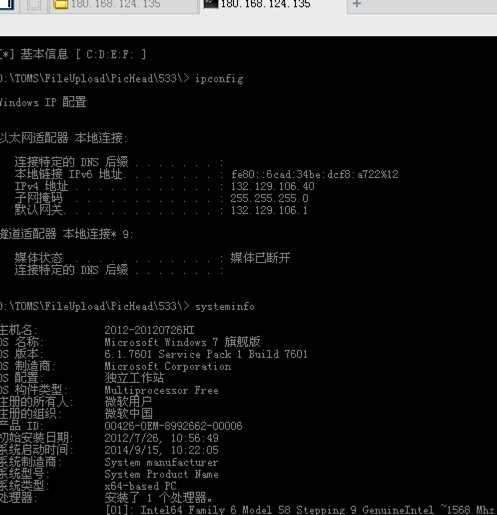 180.168.124.135
180.168.124.135
[*] 基本信息 [ C:D:E:F: ]
D:\TOMS\FileUpload\PicHead\533\> ipconfig
Windows IP 配置
以太网适配器 本地连接:
连接特定的 DNS 后缀 . . . . . . . :
本地链接 IPv6 地址. . . . . . . . : fe80::6cad:34be:dcf8:a722%12
IPv4 地址 . . . . . . . . . . . . : 132.129.106.40
子网掩码 . . . . . . . . . . . . : 255.255.255.0
默认网关. . . . . . . . . . . . . : 132.129.106.1
隧道适配器 本地连接* 9:
媒体状态 . . . . . . . . . . . . : 媒体已断开
连接特定的 DNS 后缀 . . . . . . . :
D:\TOMS\FileUpload\PicHead\533\> systeminfo
主机名: 2012-20120726HI
OS 名称: Microsoft Windows 7 旗舰版
OS 版本: 6.1.7601 Service Pack 1 Build 7601
OS 制造商: Microsoft Corporation
OS 配置: 独立工作站
OS 构件类型: Multiprocessor Free
注册的所有人: 微软用户
注册的组织: 微软中国
产品 ID: 00426-OEM-8992662-00006
初始安装日期: 2012/7/26, 10:56:49
系统启动时间: 2014/9/15, 10:22:05
系统制造商: System manufacturer
系统型号: System Product Name
系统类型: x64-based PC
处理器: 安装了 1 个处理器。
[01]: Intel64 Family 6 Model 58 Stepping 9 GenuineIntel ~1568 Mhz